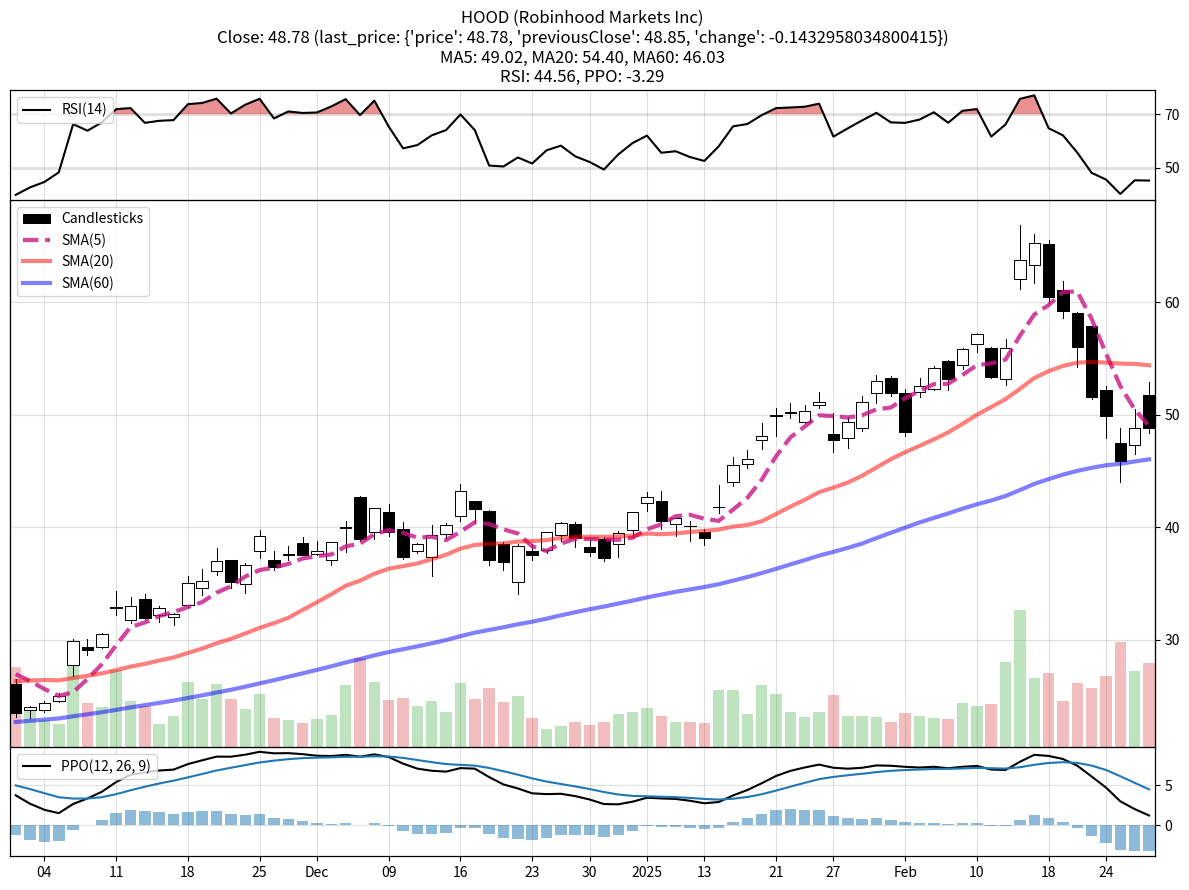 HOOD (Robinhood Markets Inc)
Close: 48.78 (last_price: {'price': 48.78, 'previousClose': 48.85, 'change': -0.1432958034800415})
MA5: 49.02, MA20: 54.40, MA60: 46.03
RSI: 44.56, PPO: -3.29
RSI(14)
70
50
Candlesticks
SMA(5)
SMA(20)
SMA(60)
60
50
40
30
PPO(12, 26, 9)
5
0
04 11 18 25 Dec 09 16 23 30 2025 13 21 27 Feb 10 18 24